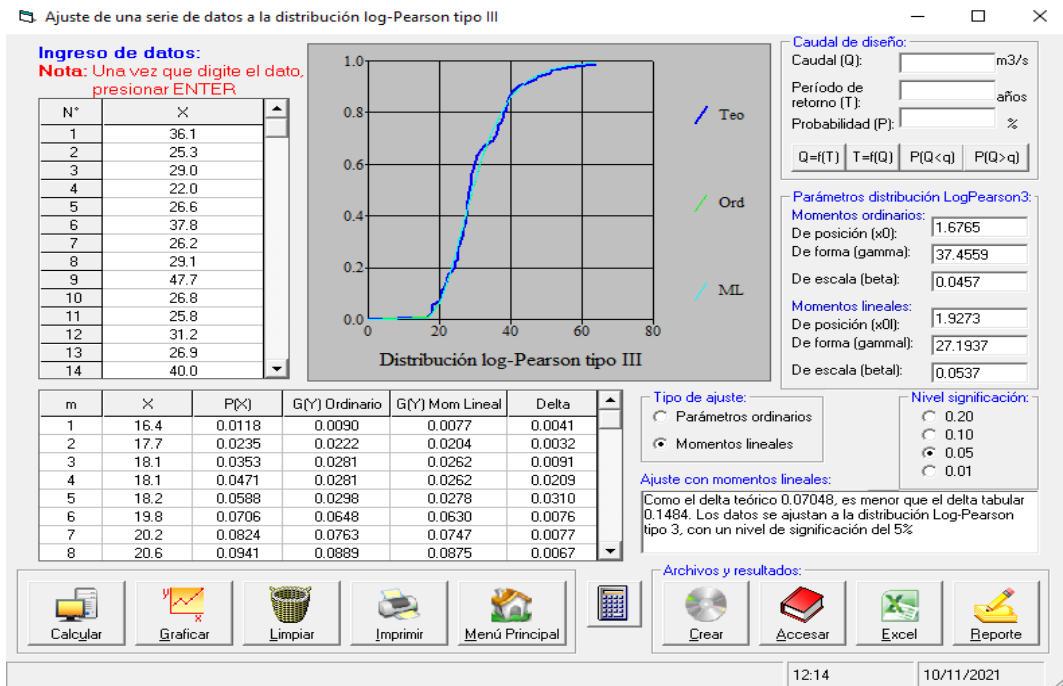 Ajuste de una serie de datos a la distribución log-Pearson tipo III
Ingreso de datos:
Nota: Una vez que digite el dato,
presionar ENTER
N° X
1 36.1
2 25.3
3 29.0
4 22.0
5 26.6
6 37.8
7 26.2
8 29.1
9 47.7
10 26.8
11 25.8
12 31.2
13 26.9
14 40.0
1.0
0.8
0.6
0.4
0.2
0.0
0 20 40 60 80
Teo
Ord
ML
Distribución log-Pearson tipo III
Caudal de diseño:
Caudal (Q): m3/s
Período de
retorno (T): años
Probabilidad (P): %
Q=f(T) T=f(Q) P(Q<q) P(Q>q)
Parámetros distribución LogPearson3:
Momentos ordinarios:
De posición (x0): 1.6765
De forma (gamma): 37.4559
De escala (beta): 0.0457
Momentos lineales:
De posición (x0l): 1.9273
De forma (gammal): 27.1937
De escala (betal): 0.0537
m X P(X) G(Y) Ordinario G(Y) Mom Lineal Delta
1 16.4 0.0118 0.0090 0.0077 0.0041
2 17.7 0.0235 0.0222 0.0204 0.0032
3 18.1 0.0353 0.0281 0.0262 0.0091
4 18.1 0.0471 0.0281 0.0262 0.0209
5 18.2 0.0588 0.0298 0.0278 0.0310
6 19.8 0.0706 0.0648 0.0630 0.0076
7 20.2 0.0824 0.0763 0.0747 0.0077
8 20.6 0.0941 0.0889 0.0875 0.0067
Tipo de ajuste:
Parámetros ordinarios
Momentos lineales
Nivel significación:
0.20
0.10
0.05
0.01
Ajuste con momentos lineales:
Como el delta teórico 0.07048, es menor que el delta tabular
0.1484. Los datos se ajustan a la distribución Log-Pearson
tipo 3, con un nivel de significación del 5%
Calcular Graficar Limpiar Imprimir Menú Principal
Archivos y resultados:
Crear Accesar Excel Reporte
12:14 10/11/2021